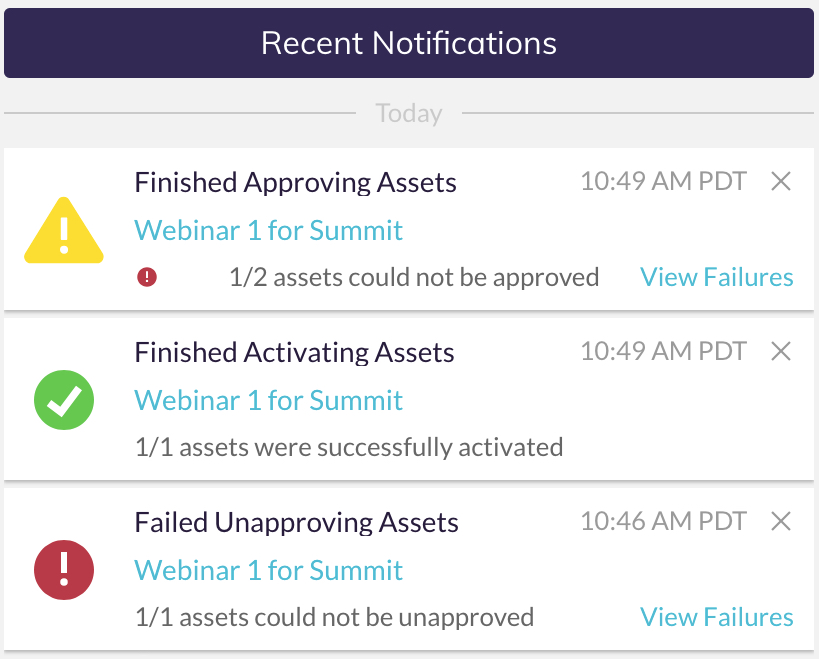 Recent Notifications
Today
Finished Approving Assets 10:49 AM PDT
Webinar 1 for Summit
1/2 assets could not be approved View Failures
Finished Activating Assets 10:49 AM PDT
Webinar 1 for Summit
1/1 assets were successfully activated
Failed Unapproving Assets 10:46 AM PDT
Webinar 1 for Summit
1/1 assets could not be unapproved View Failures